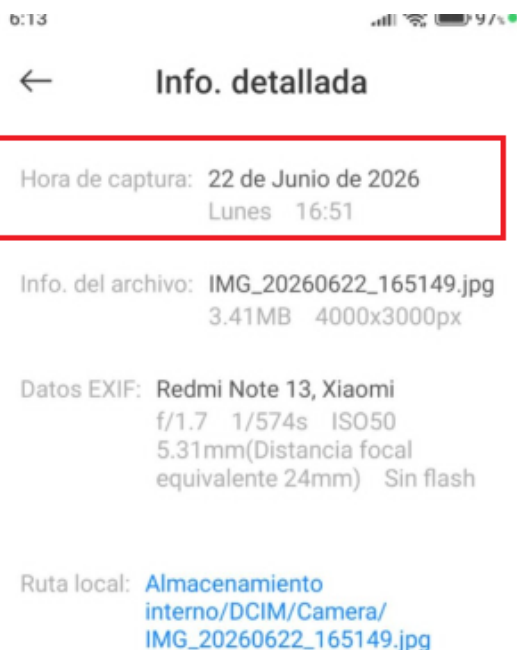 6:13 97%
Info. detallada
Hora de captura: 22 de Junio de 2026
Lunes 16:51
Info. del archivo: IMG_20260622_165149.jpg
3.41MB 4000x3000px
Datos EXIF: Redmi Note 13, Xiaomi
f/1.7 1/574s ISO50
5.31mm(Distancia focal
equivalente 24mm) Sin flash
Ruta local: Almacenamiento
interno/DCIM/Camera/
IMG_20260622_165149.jpg